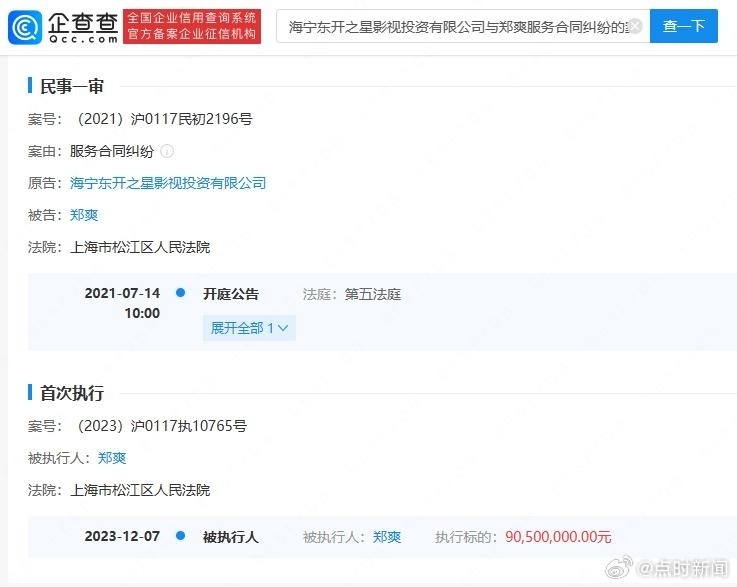 企查查
Qcc.com
全国企业信用查询系统
官方备案企业征信机构
海宁东开之星影视投资有限公司与郑爽服务合同纠纷的
查一下
民事一审
案号：（2021）沪0117民初2196号
案由：服务合同纠纷
原告：海宁东开之星影视投资有限公司
被告：郑爽
法院：上海市松江区人民法院
2021-07-14 开庭公告 法庭：第五法庭
10:00
展开全部 1
首次执行
案号：（2023）沪0117执10765号
被执行人：郑爽
法院：上海市松江区人民法院
2023-12-07 被执行人 被执行人：郑爽 执行标的：90,500,000.00元
@点时新闻